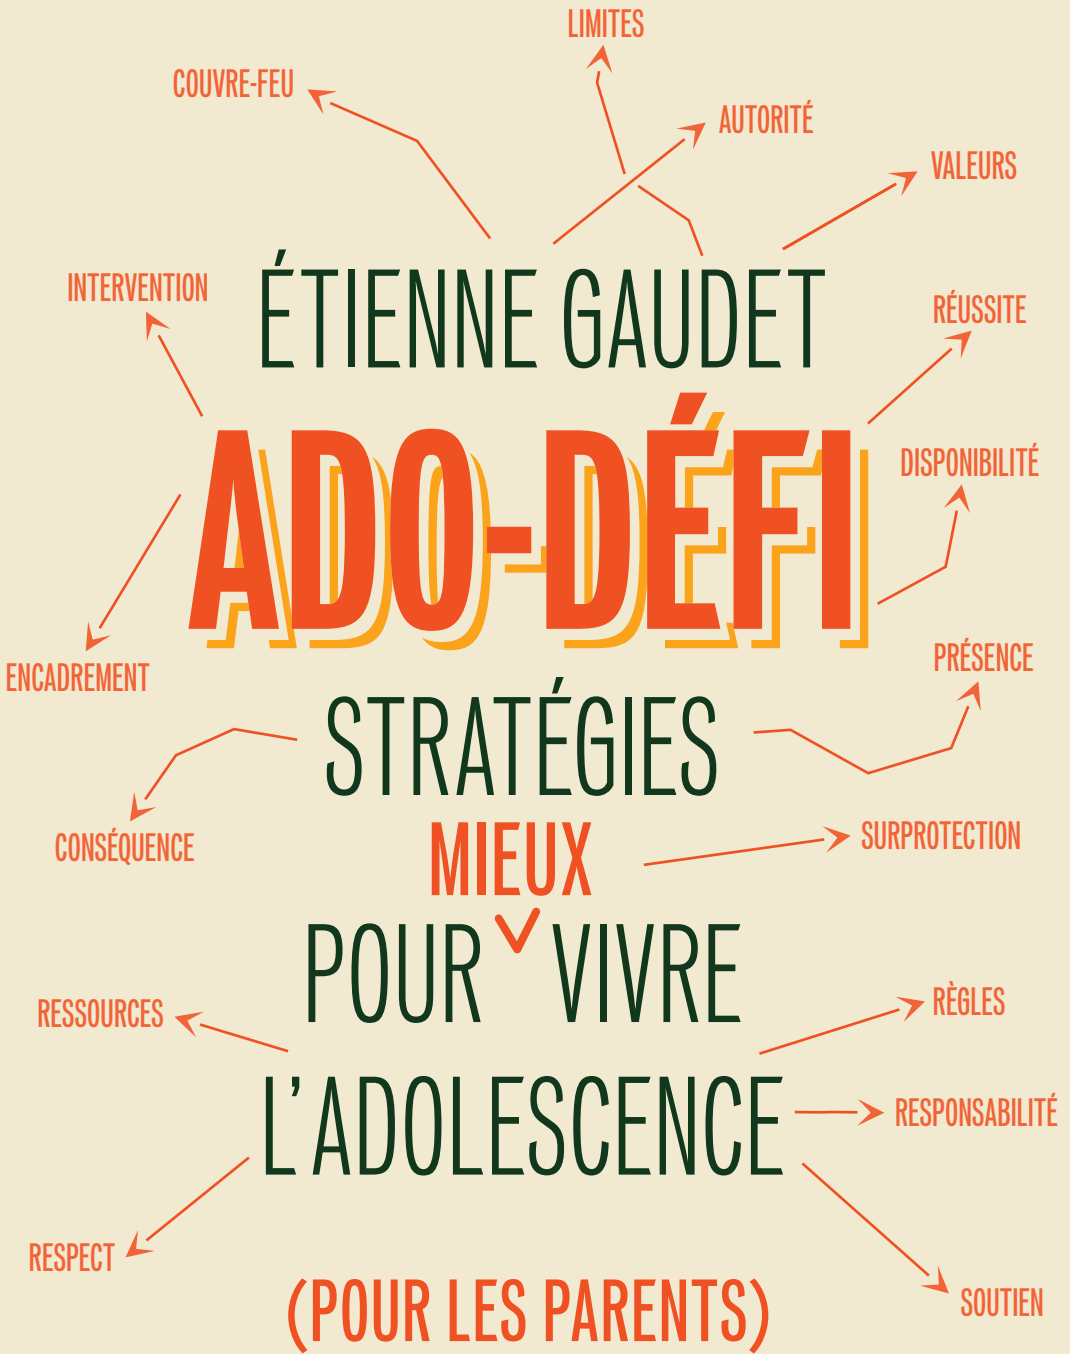 LIMITES
COUVRE-FEU
AUTORITÉ
VALEURS
INTERVENTION
ÉTIENNE GAUDET
RÉUSSITE
ADO-DÉFI
DISPONIBILITÉ
ENCADREMENT
PRÉSENCE
STRATÉGIES
CONSÉQUENCE
MIEUX
SURPROTECTION
POUR VIVRE
RESSOURCES
RÈGLES
L'ADOLESCENCE
RESPONSABILITÉ
RESPECT
SOUTIEN
(POUR LES PARENTS)